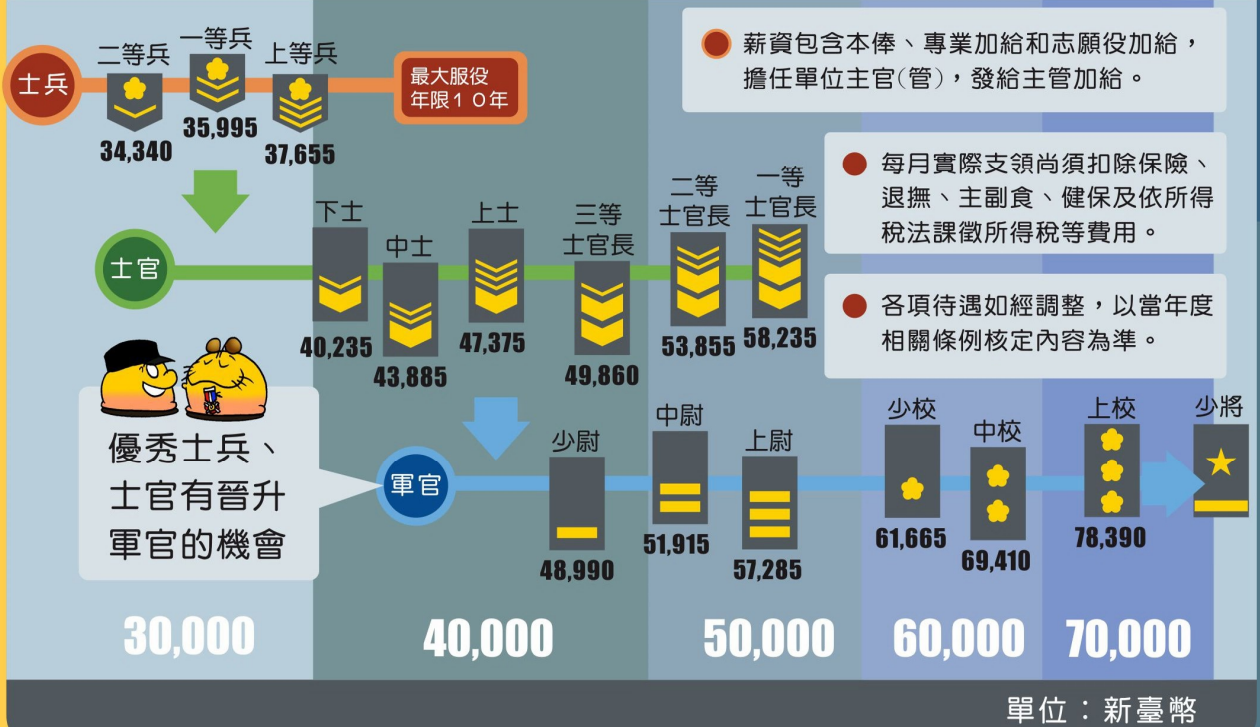 士兵
二等兵
34,340
一等兵
35,995
上等兵
37,655
最大服役
年限10年
薪資包含本俸、專業加給和志願役加給，
擔任單位主官(管)，發給主管加給。
每月實際支領尚須扣除保險、
退撫、主副食、健保及依所得
稅法課徵所得稅等費用。
各項待遇如經調整，以當年度
相關條例核定內容為準。
士官
下士
40,235
中士
43,885
上士
47,375
三等
士官長
49,860
二等
士官長
53,855
一等
士官長
58,235
優秀士兵、
士官有晉升
軍官的機會
軍官
少尉
48,990
中尉
51,915
上尉
57,285
少校
61,665
中校
69,410
上校
78,390
少將
30,000
40,000
50,000
60,000
70,000
單位：新臺幣